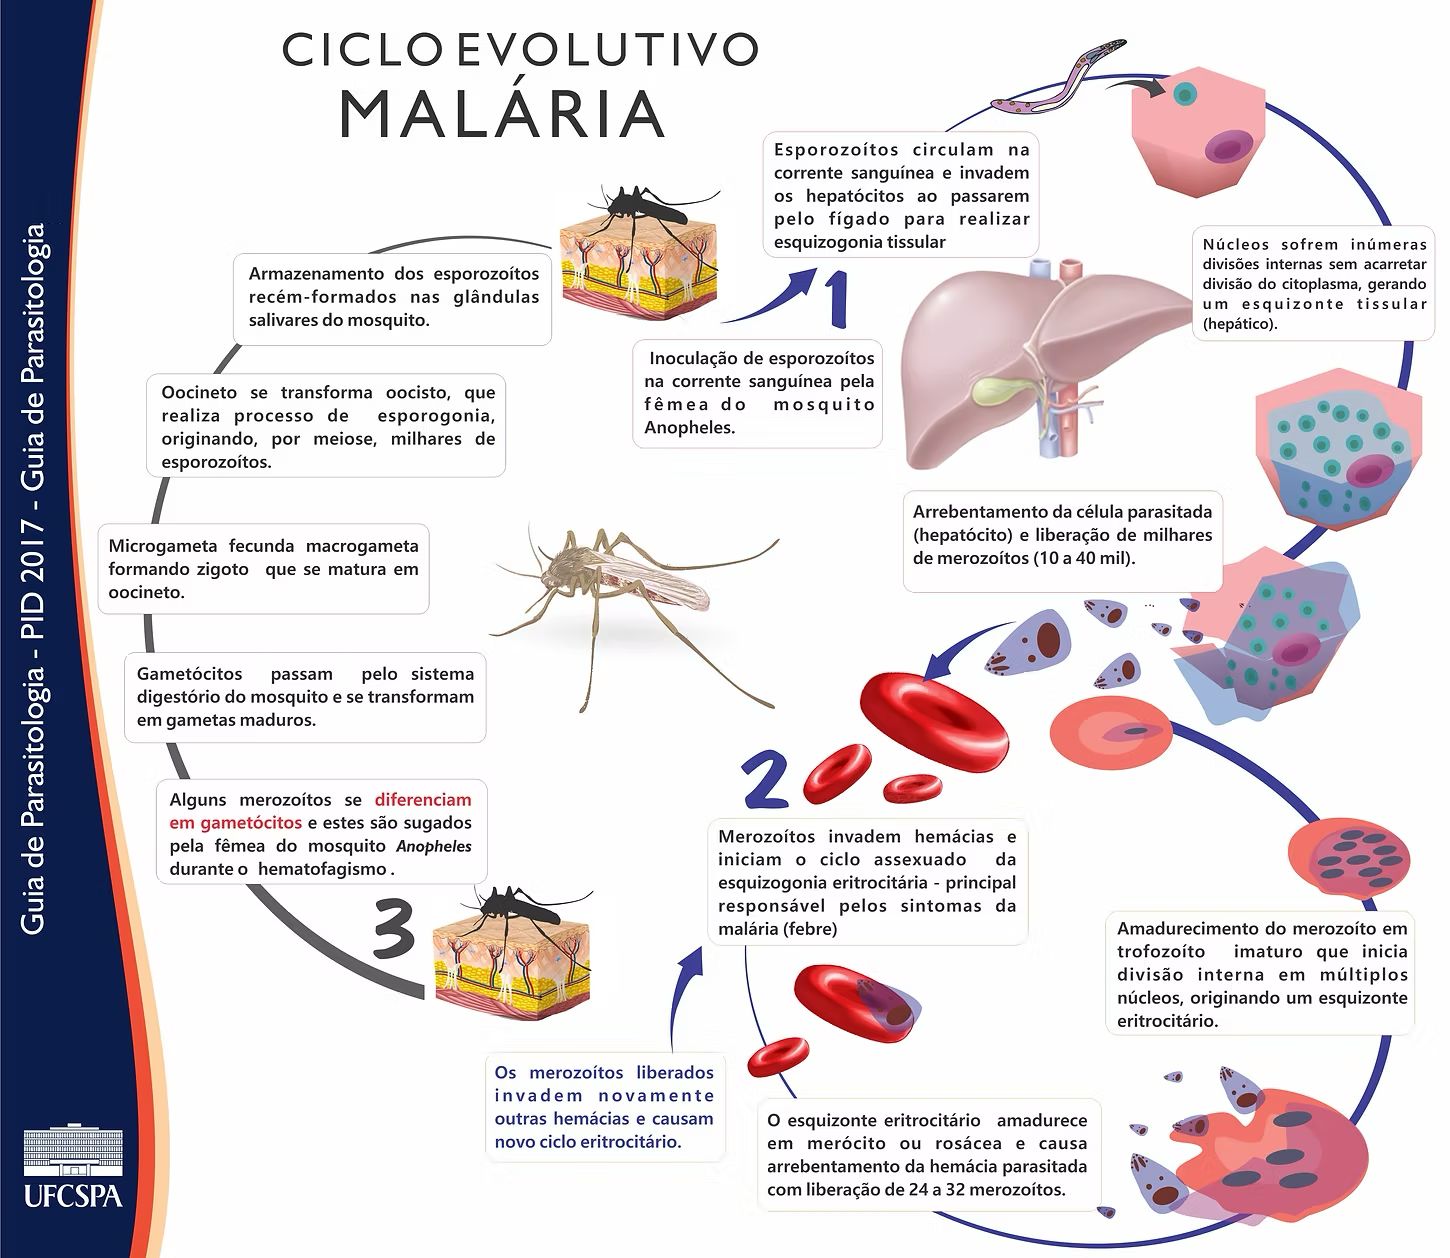 CICLO EVOLUTIVO
MALÁRIA
Guia de Parasitologia - PID 2017 - Guia de Parasitologia
UFCSPA
1
Inoculação de esporozoítos
na corrente sanguínea pela
fêmea do mosquito
Anopheles.
Esporozoítos circulam na
corrente sanguínea e invadem
os hepatócitos ao passarem
pelo fígado para realizar
esquizogonia tissular
Núcleos sofrem inúmeras
divisões internas sem acarretar
divisão do citoplasma, gerando
um esquizonte tissular
(hepático).
Arrebentamento da célula parasitada
(hepatócito) e liberação de milhares
de merozoítos (10 a 40 mil).
2
Merozoítos invadem hemácias e
iniciam o ciclo assexuado da
esquizogonia eritrocitária - principal
responsável pelos sintomas da
malária (febre)
Amadurecimento do merozoíto em
trofozoíto imaturo que inicia
divisão interna em múltiplos
núcleos, originando um esquizonte
eritrocitário.
O esquizonte eritrocitário amadurece
em merócito ou rosácea e causa
arrebentamento da hemácia parasitada
com liberação de 24 a 32 merozoítos.
Os merozoítos liberados
invadem novamente
outras hemácias e causam
novo ciclo eritrocitário.
3
Alguns merozoítos se diferenciam
em gametócitos e estes são sugados
pela fêmea do mosquito Anopheles
durante o hematofagismo .
Gametócitos passam pelo sistema
digestório do mosquito e se transformam
em gametas maduros.
Microgameta fecunda macrogameta
formando zigoto que se matura em
oocineto.
Oocineto se transforma oocisto, que
realiza processo de esporogonia,
originando, por meiose, milhares de
esporozoítos.
Armazenamento dos esporozoítos
recém-formados nas glândulas
salivares do mosquito.